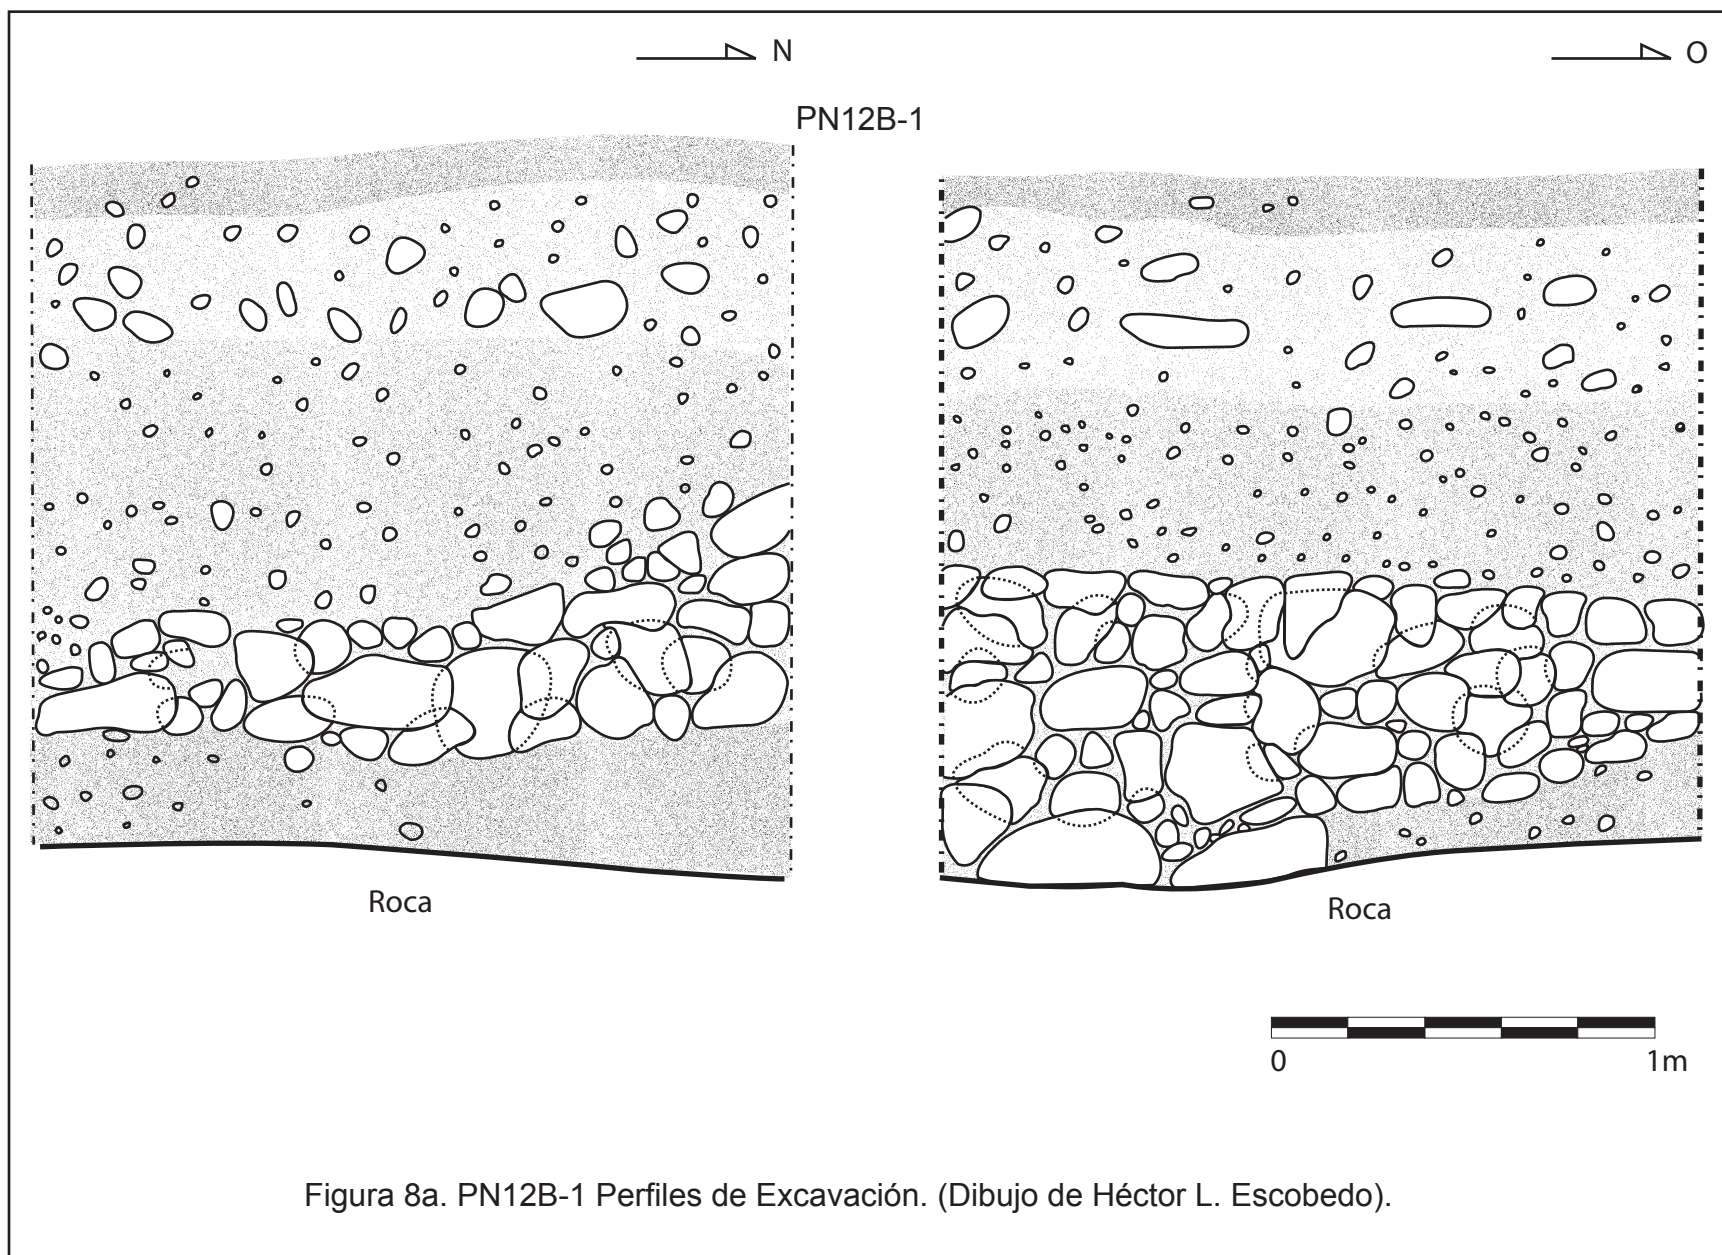 N
O
PN12B-1
Roca
Roca
0 1m
Figura 8a. PN12B-1 Perfiles de Excavación. (Dibujo de Héctor L. Escobedo).